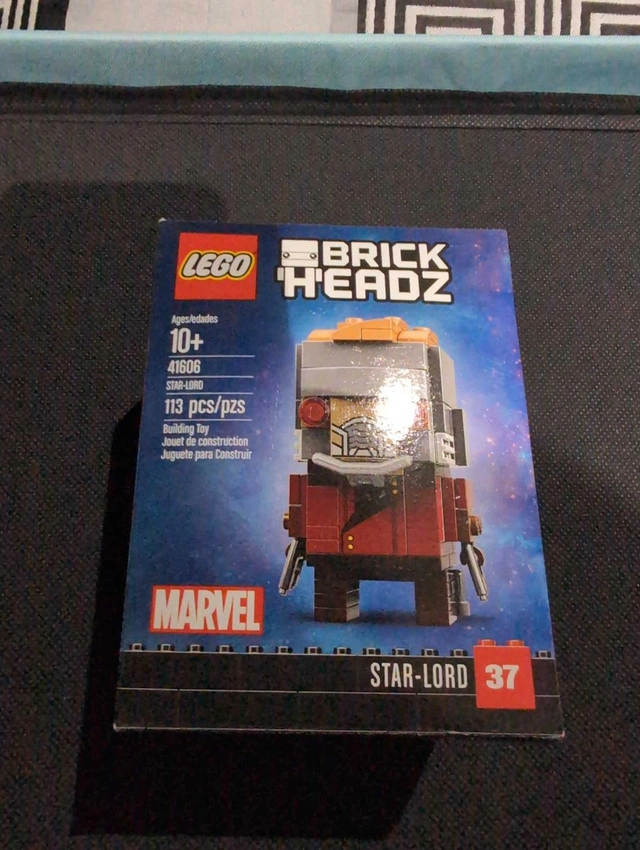 LEGO
BRICK
HEADZ
Ages/edades
10+
41606
STAR-LORD
113 pcs/pzs
Building Toy
Jouet de construction
Juguete para Construir
MARVEL
STAR-LORD 37